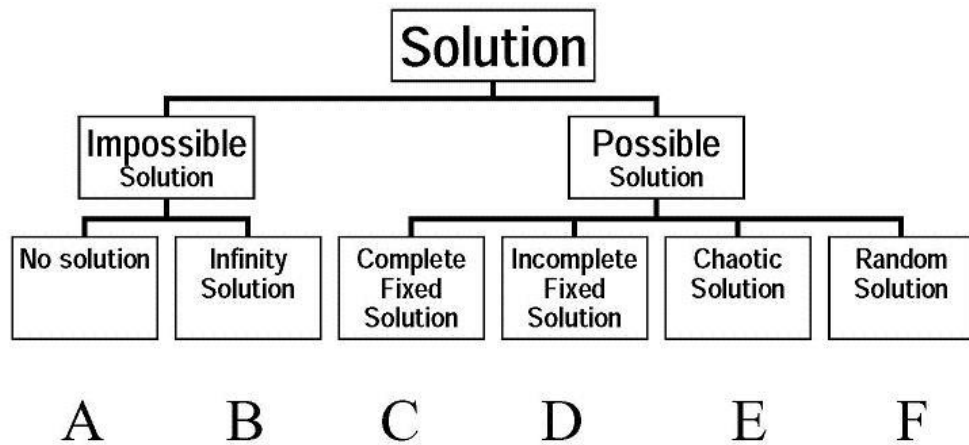 Solution
Impossible
Solution
Possible
Solution
No solution
Infinity
Solution
Complete
Fixed
Solution
Incomplete
Fixed
Solution
Chaotic
Solution
Random
Solution
A B C D E F